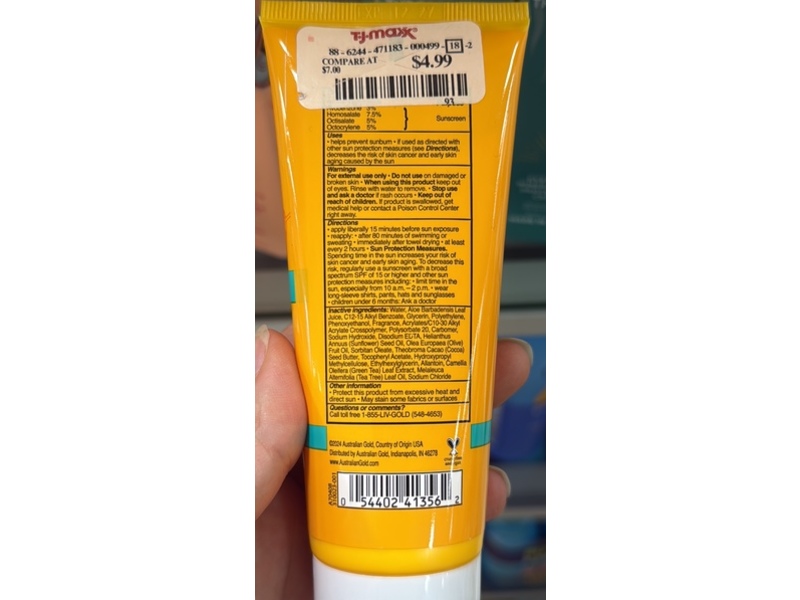 T·J·maxx
88 - 6244 - 471183 - 000499 - 18 -2
COMPARE AT $4.99
$7.00
93
Homosalate 7.5%
Octisalate 5% Sunscreen
Octocrylene 5%
Uses
• helps prevent sunburn • if used as directed with
other sun protection measures (see Directions),
decreases the risk of skin cancer and early skin
aging caused by the sun
Warnings
For external use only • Do not use on damaged or
broken skin • When using this product keep out
of eyes. Rinse with water to remove. • Stop use
and ask a doctor if rash occurs • Keep out of
reach of children. If product is swallowed, get
medical help or contact a Poison Control Center
right away.
Directions
• apply liberally 15 minutes before sun exposure
• reapply: • after 80 minutes of swimming or
sweating • immediately after towel drying • at least
every 2 hours • Sun Protection Measures.
Spending time in the sun increases your risk of
skin cancer and early skin aging. To decrease this
risk, regularly use a sunscreen with a broad
spectrum SPF of 15 or higher and other sun
protection measures including: • limit time in the
sun, especially from 10 a.m. – 2 p.m. • wear
long-sleeve shirts, pants, hats and sunglasses
• children under 6 months: Ask a doctor
Inactive ingredients: Water, Aloe Barbadensis Leaf
Juice, C12-15 Alkyl Benzoate, Glycerin, Polyethylene,
Phenoxyethanol, Fragrance, Acrylates/C10-30 Alkyl
Acrylate Crosspolymer, Polysorbate 20, Carbomer,
Sodium Hydroxide, Disodium EDTA, Helianthus
Annuus (Sunflower) Seed Oil, Olea Europaea (Olive)
Fruit Oil, Sorbitan Oleate, Theobroma Cacao (Cocoa)
Seed Butter, Tocopheryl Acetate, Hydroxypropyl
Methylcellulose, Ethylhexylglycerin, Allantoin, Camellia
Oleifera (Green Tea) Leaf Extract, Melaleuca
Alternifolia (Tea Tree) Leaf Oil, Sodium Chloride
Other information
• Protect this product from excessive heat and
direct sun • May stain some fabrics or surfaces
Questions or comments?
Call toll free 1-855-LIV-GOLD (548-4653)
©2024 Australian Gold, Country of Origin USA
Distributed by Australian Gold, Indianapolis, IN 46278
www.AustralianGold.com
0 54402 41356 2